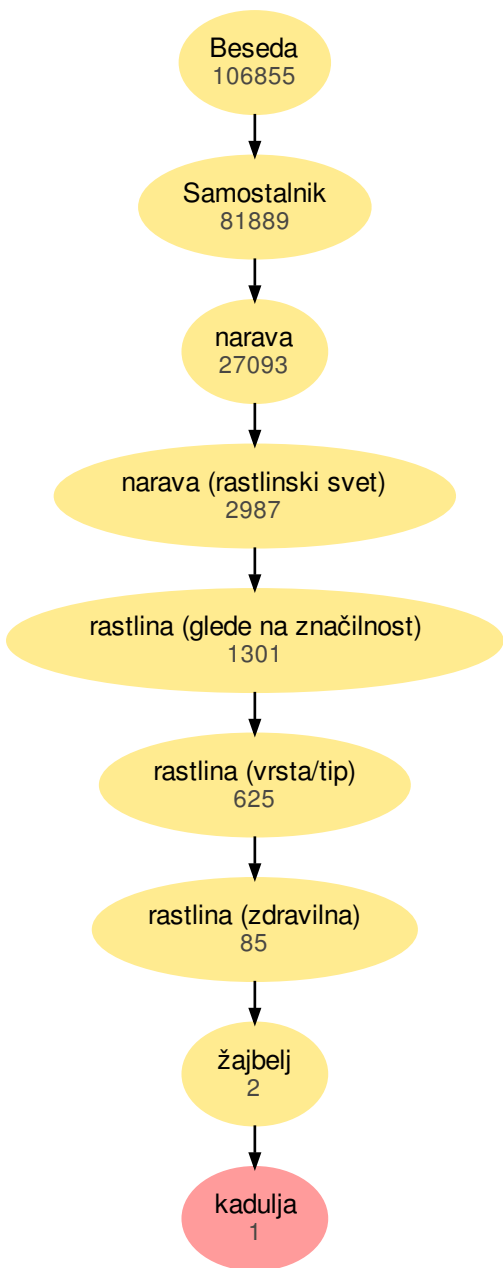 Beseda
106855
Samostalnik
81889
narava
27093
narava (rastlinski svet)
2987
rastlina (glede na značilnost)
1301
rastlina (vrsta/tip)
625
rastlina (zdravilna)
85
žajbelj
2
kadulja
1